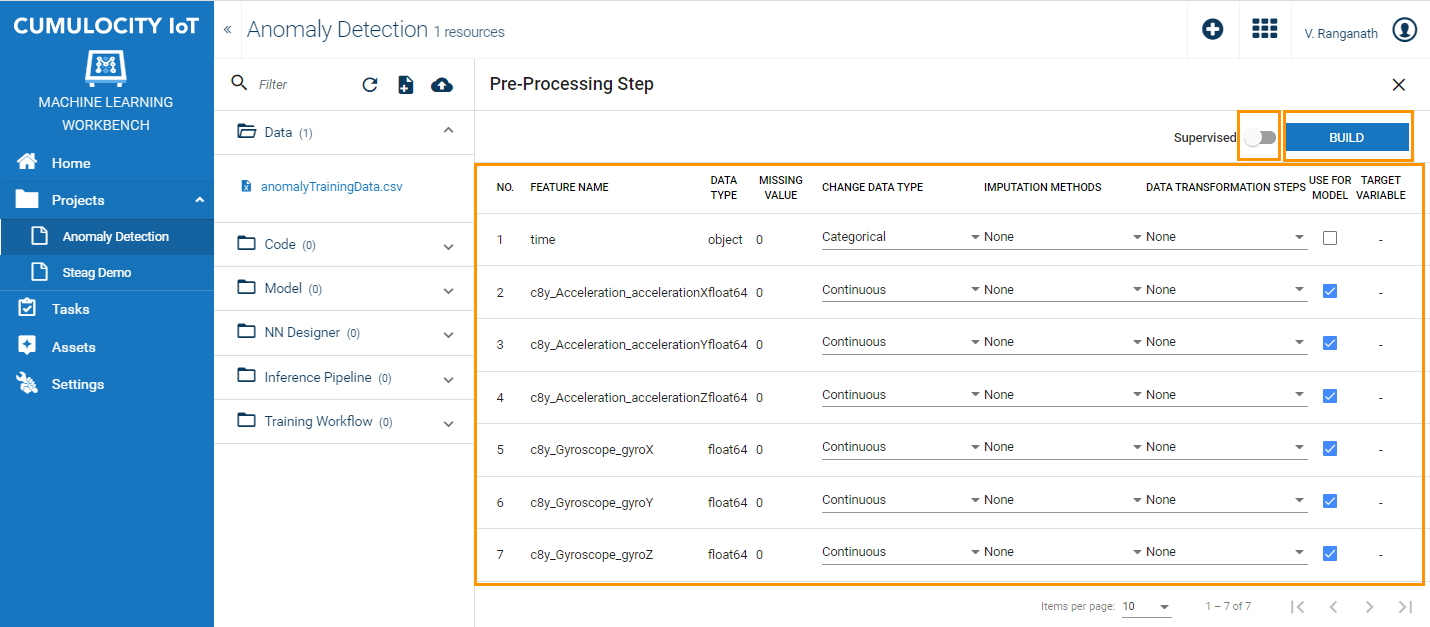 CUMULOCITY IoT
MACHINE LEARNING
WORKBENCH
Home
Projects
Anomaly Detection
Steag Demo
Tasks
Assets
Settings
« Anomaly Detection 1 resources
V. Ranganath
Filter
Data (1)
anomalyTrainingData.csv
Code (0)
Model (0)
NN Designer (0)
Inference Pipeline (0)
Training Workflow (0)
Pre-Processing Step
Supervised BUILD
NO. FEATURE NAME DATA TYPE MISSING VALUE CHANGE DATA TYPE IMPUTATION METHODS DATA TRANSFORMATION STEPS USE FOR MODEL TARGET VARIABLE
1 time object 0 Categorical None None -
2 c8y_Acceleration_accelerationX float64 0 Continuous None None -
3 c8y_Acceleration_accelerationY float64 0 Continuous None None -
4 c8y_Acceleration_accelerationZ float64 0 Continuous None None -
5 c8y_Gyroscope_gyroX float64 0 Continuous None None -
6 c8y_Gyroscope_gyroY float64 0 Continuous None None -
7 c8y_Gyroscope_gyroZ float64 0 Continuous None None -
Items per page: 10 1 – 7 of 7